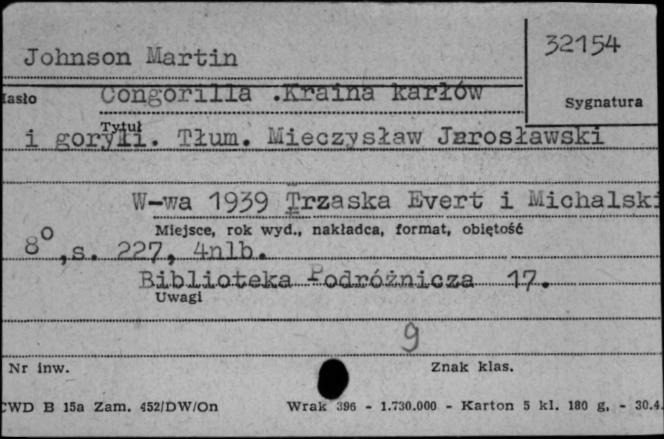 Johnson Martin
32154
Hasło
Congorilla .Kraina karłów
Sygnatura
Tytuł
i goryli. Tłum. Mieczysław Jarosławski
W-wa 1939 Trzaska Evert i Michalski
Miejsce, rok wyd., nakładca, format, objętość
8°, s. 227, 4nlb.
Biblioteka Podróżnicza 17.
Uwagi
9
Nr inw.
Znak klas.
CWD B 15a Zam. 452/DW/On
Wrak 396 - 1.730.000 - Karton 5 kl. 180 g, - 30.4.